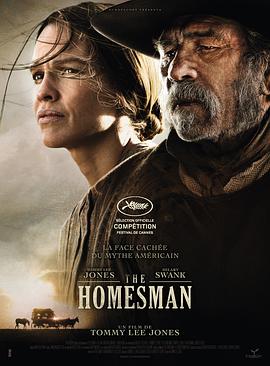 SÉLECTION OFFICIELLE
COMPÉTITION
FESTIVAL DE CANNES
LA FACE CACHÉE
DU MYTHE AMÉRICAIN
TOMMY LEE JONES
HILARY SWANK
THE
HOMESMAN
UN FILM DE
TOMMY LEE JONES